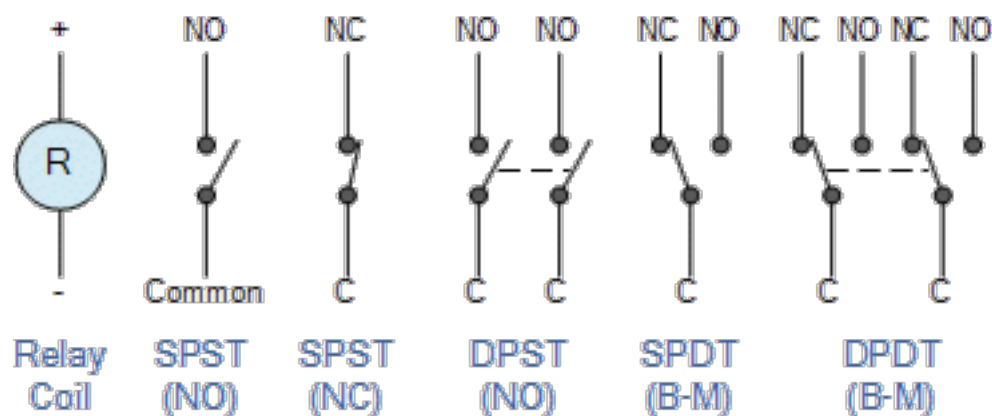 + NO NC NO NO NC NO NC NO NC NO
R
- Common C C C C C C
Relay Coil SPST (NO) SPST (NC) DPST (NO) SPDT (B-M) DPDT (B-M)